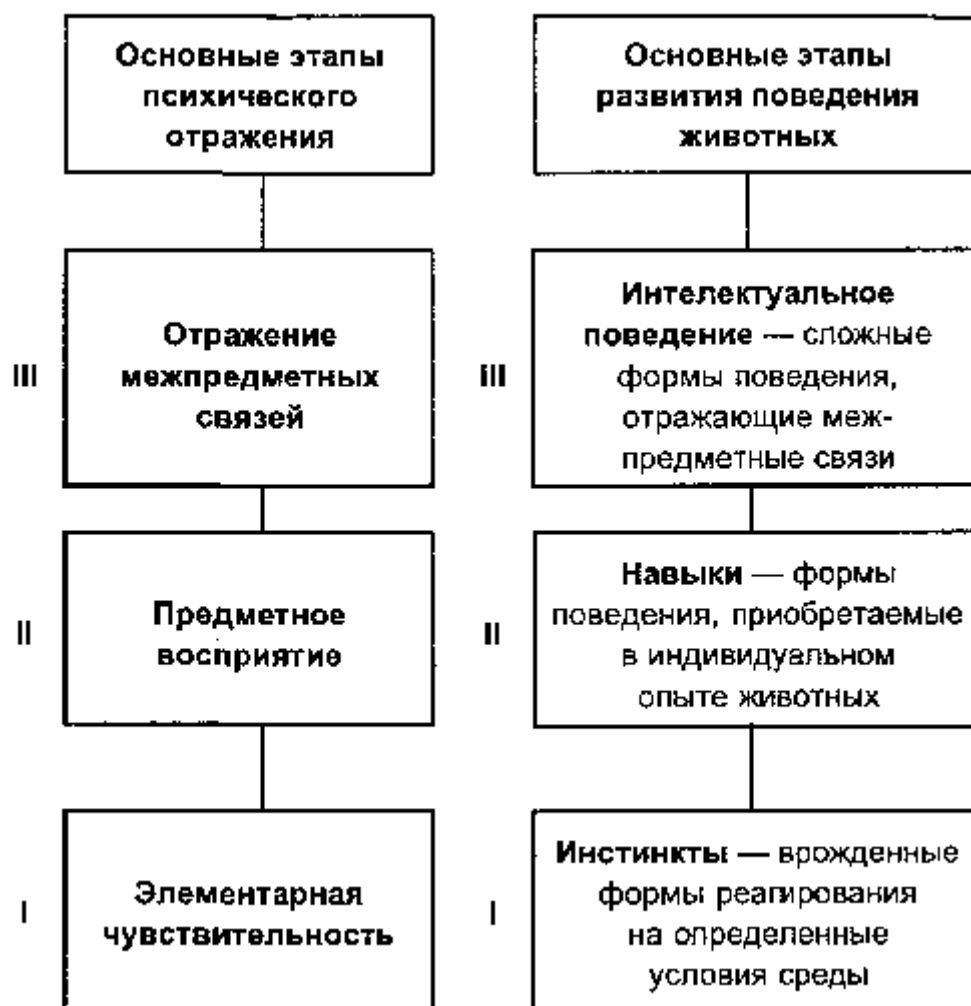 Основные этапы
психического
отражения
Основные этапы
развития поведения
животных
III
Отражение
межпредметных
связей
III
Интелектуальное
поведение — сложные
формы поведения,
отражающие меж-
предметные связи
II
Предметное
восприятие
II
Навыки — формы
поведения, приобретаемые
в индивидуальном
опыте животных
I
Элементарная
чувствительность
I
Инстинкты — врожденные
формы реагирования
на определенные
условия среды